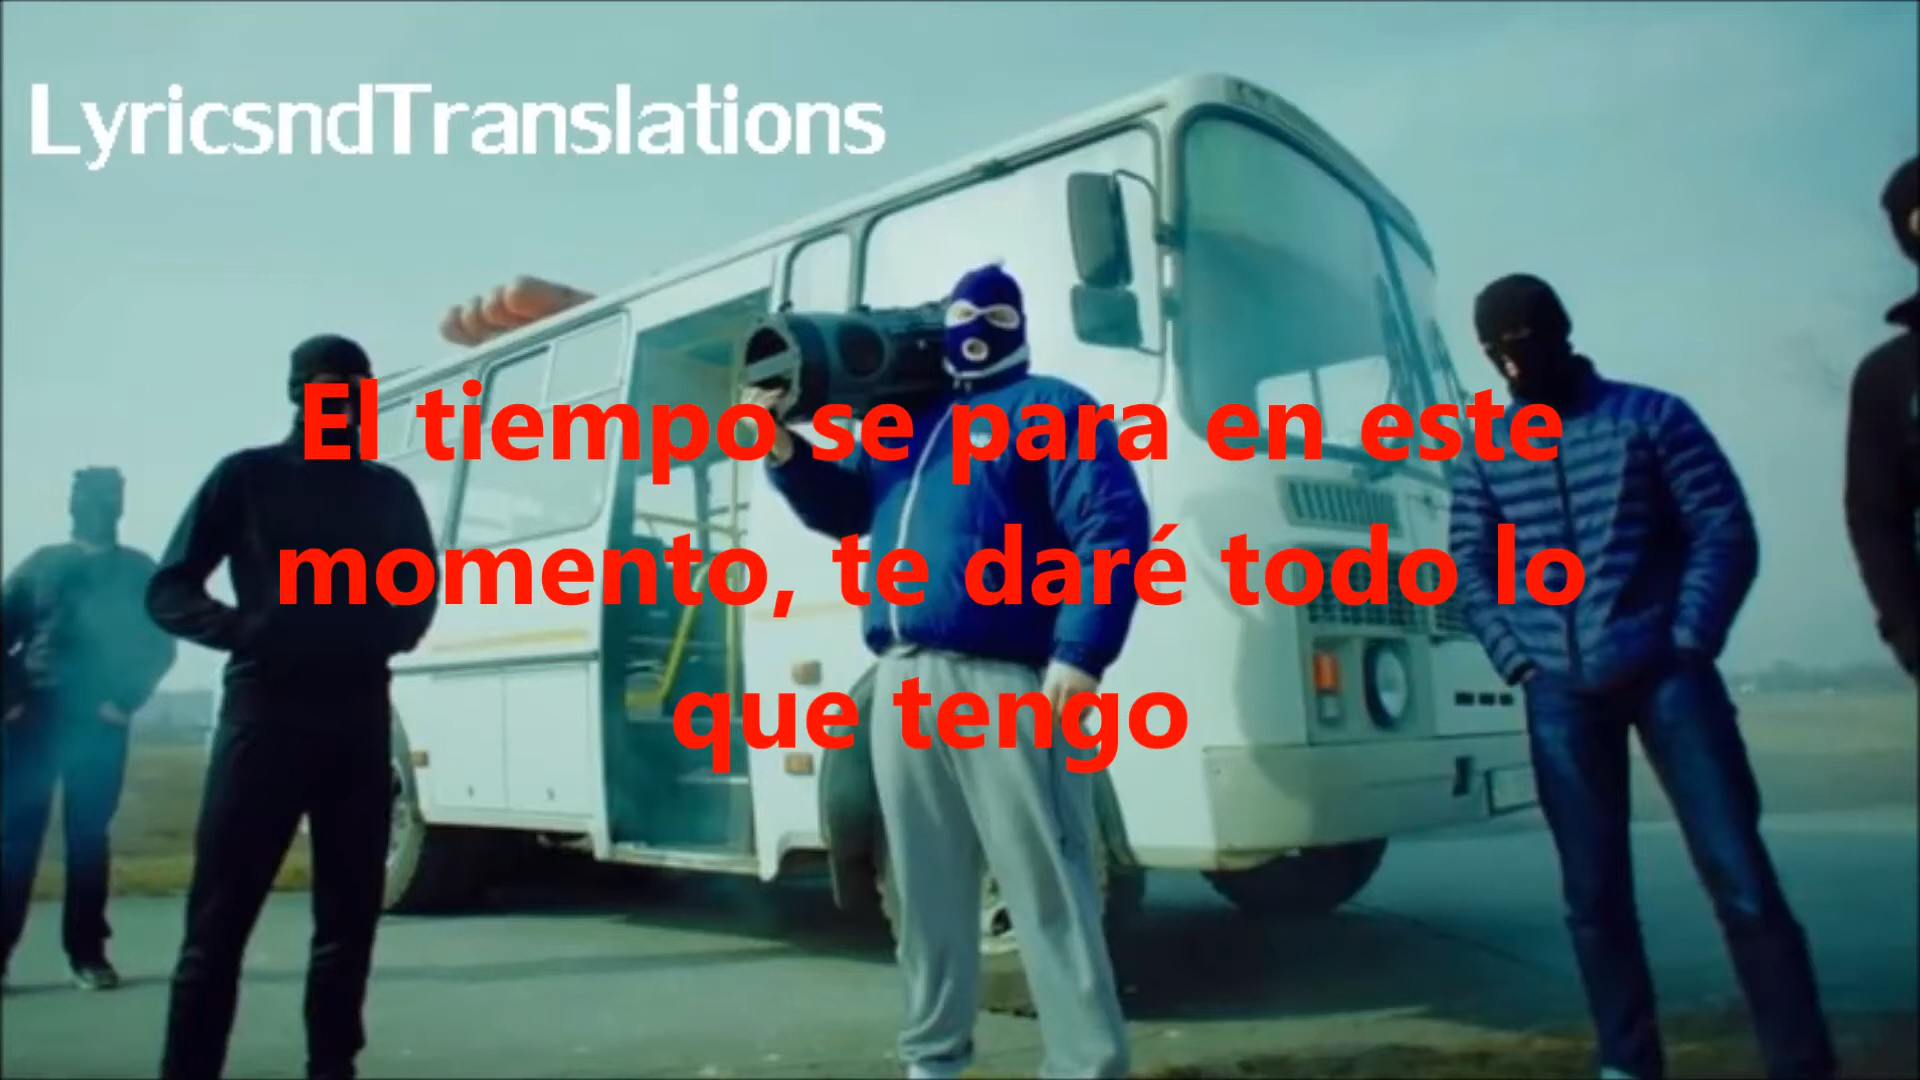 LyricsndTranslations
El tiempo se para en este
momento, te daré todo lo
que tengo